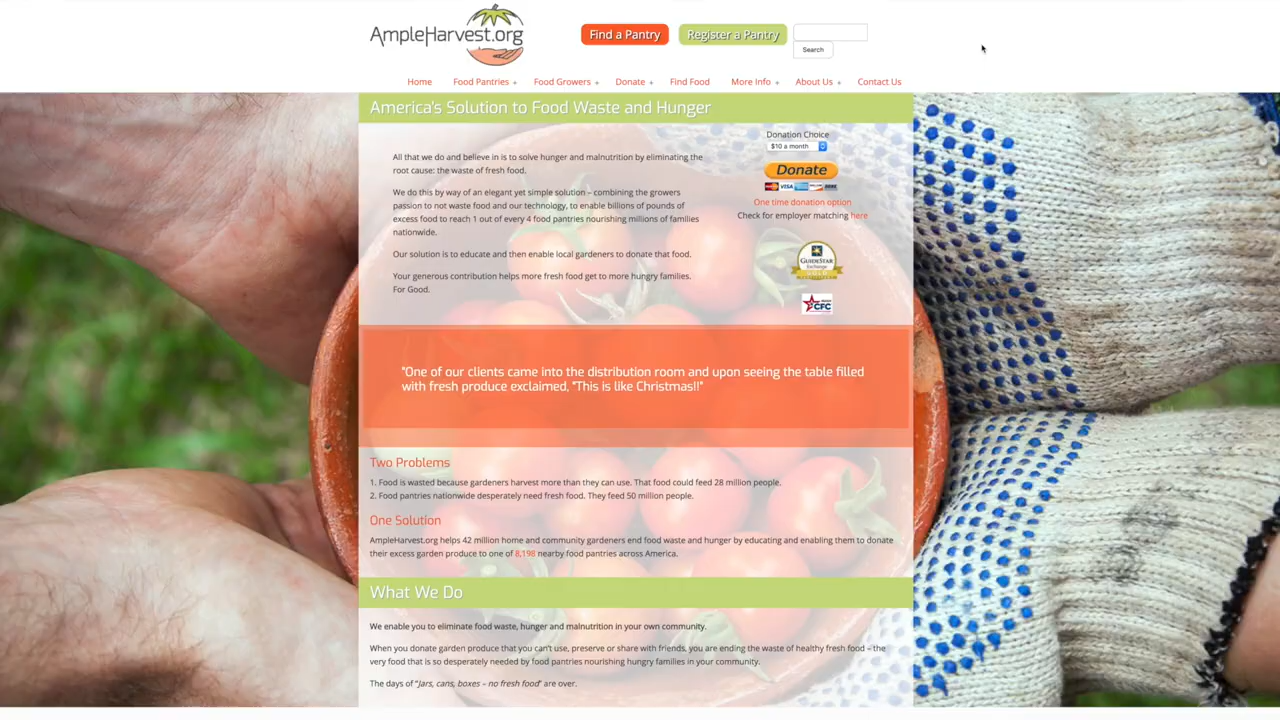 AmpleHarvest.org
Find a Pantry
Register a Pantry
Search
Home
Food Pantries +
Food Growers +
Donate +
Find Food
More Info +
About Us +
Contact Us
America's Solution to Food Waste and Hunger
All that we do and believe in is to solve hunger and malnutrition by eliminating the
root cause: the waste of fresh food.
We do this by way of an elegant yet simple solution – combining the growers
passion to not waste food and our technology, to enable billions of pounds of
excess food to reach 1 out of every 4 food pantries nourishing millions of families
nationwide.
Our solution is to educate and then enable local gardeners to donate that food.
Your generous contribution helps more fresh food get to more hungry families.
For Good.
Donation Choice
$10 a month
Donate
VISA
One time donation option
Check for employer matching here
GUIDESTAR
Exchange
CFC
"One of our clients came into the distribution room and upon seeing the table filled
with fresh produce exclaimed, "This is like Christmas!!"
Two Problems
1. Food is wasted because gardeners harvest more than they can use. That food could feed 28 million people.
2. Food pantries nationwide desperately need fresh food. They feed 50 million people.
One Solution
AmpleHarvest.org helps 42 million home and community gardeners end food waste and hunger by educating and enabling them to donate
their excess garden produce to one of 8,198 nearby food pantries across America.
What We Do
We enable you to eliminate food waste, hunger and malnutrition in your own community.
When you donate garden produce that you can't use, preserve or share with friends, you are ending the waste of healthy fresh food – the
very food that is so desperately needed by food pantries nourishing hungry families in your community.
The days of "Jars, cans, boxes – no fresh food" are over.